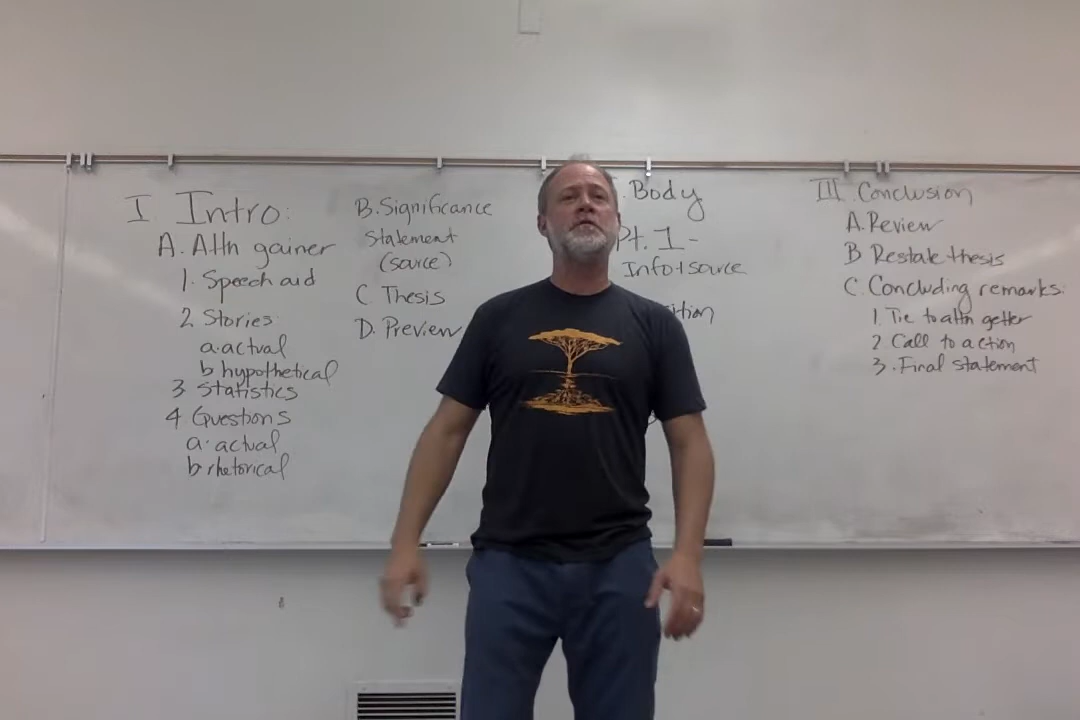 I. Intro:
A. Attn gainer
1. Speech aid
2 Stories:
a. actual
b hypothetical
3 Statistics
4 Questions
a. actual
b rhetorical
B. Significance
Statement
(source)
C. Thesis
D. Preview
. Body
Pt. 1 -
Info + source
III. Conclusion
A. Review
B Restate thesis
C. Concluding remarks:
1. Tie to attn getter
2 Call to action
3. Final statement